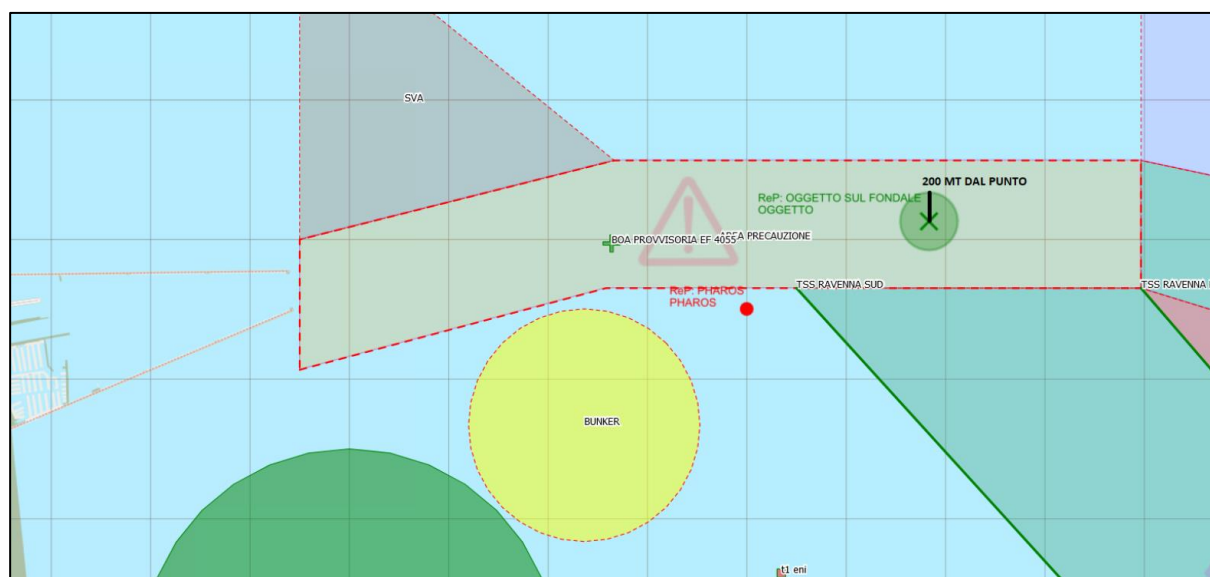 SVA
200 MT DAL PUNTO
ReP: OGGETTO SUL FONDALE
OGGETTO
BOA PROVVISORIA EF 4055
AREA PRECAUZIONE
TSS RAVENNA SUD
TSS RAVENNA
ReP: PHAROS
PHAROS
BUNKER
t1 eni